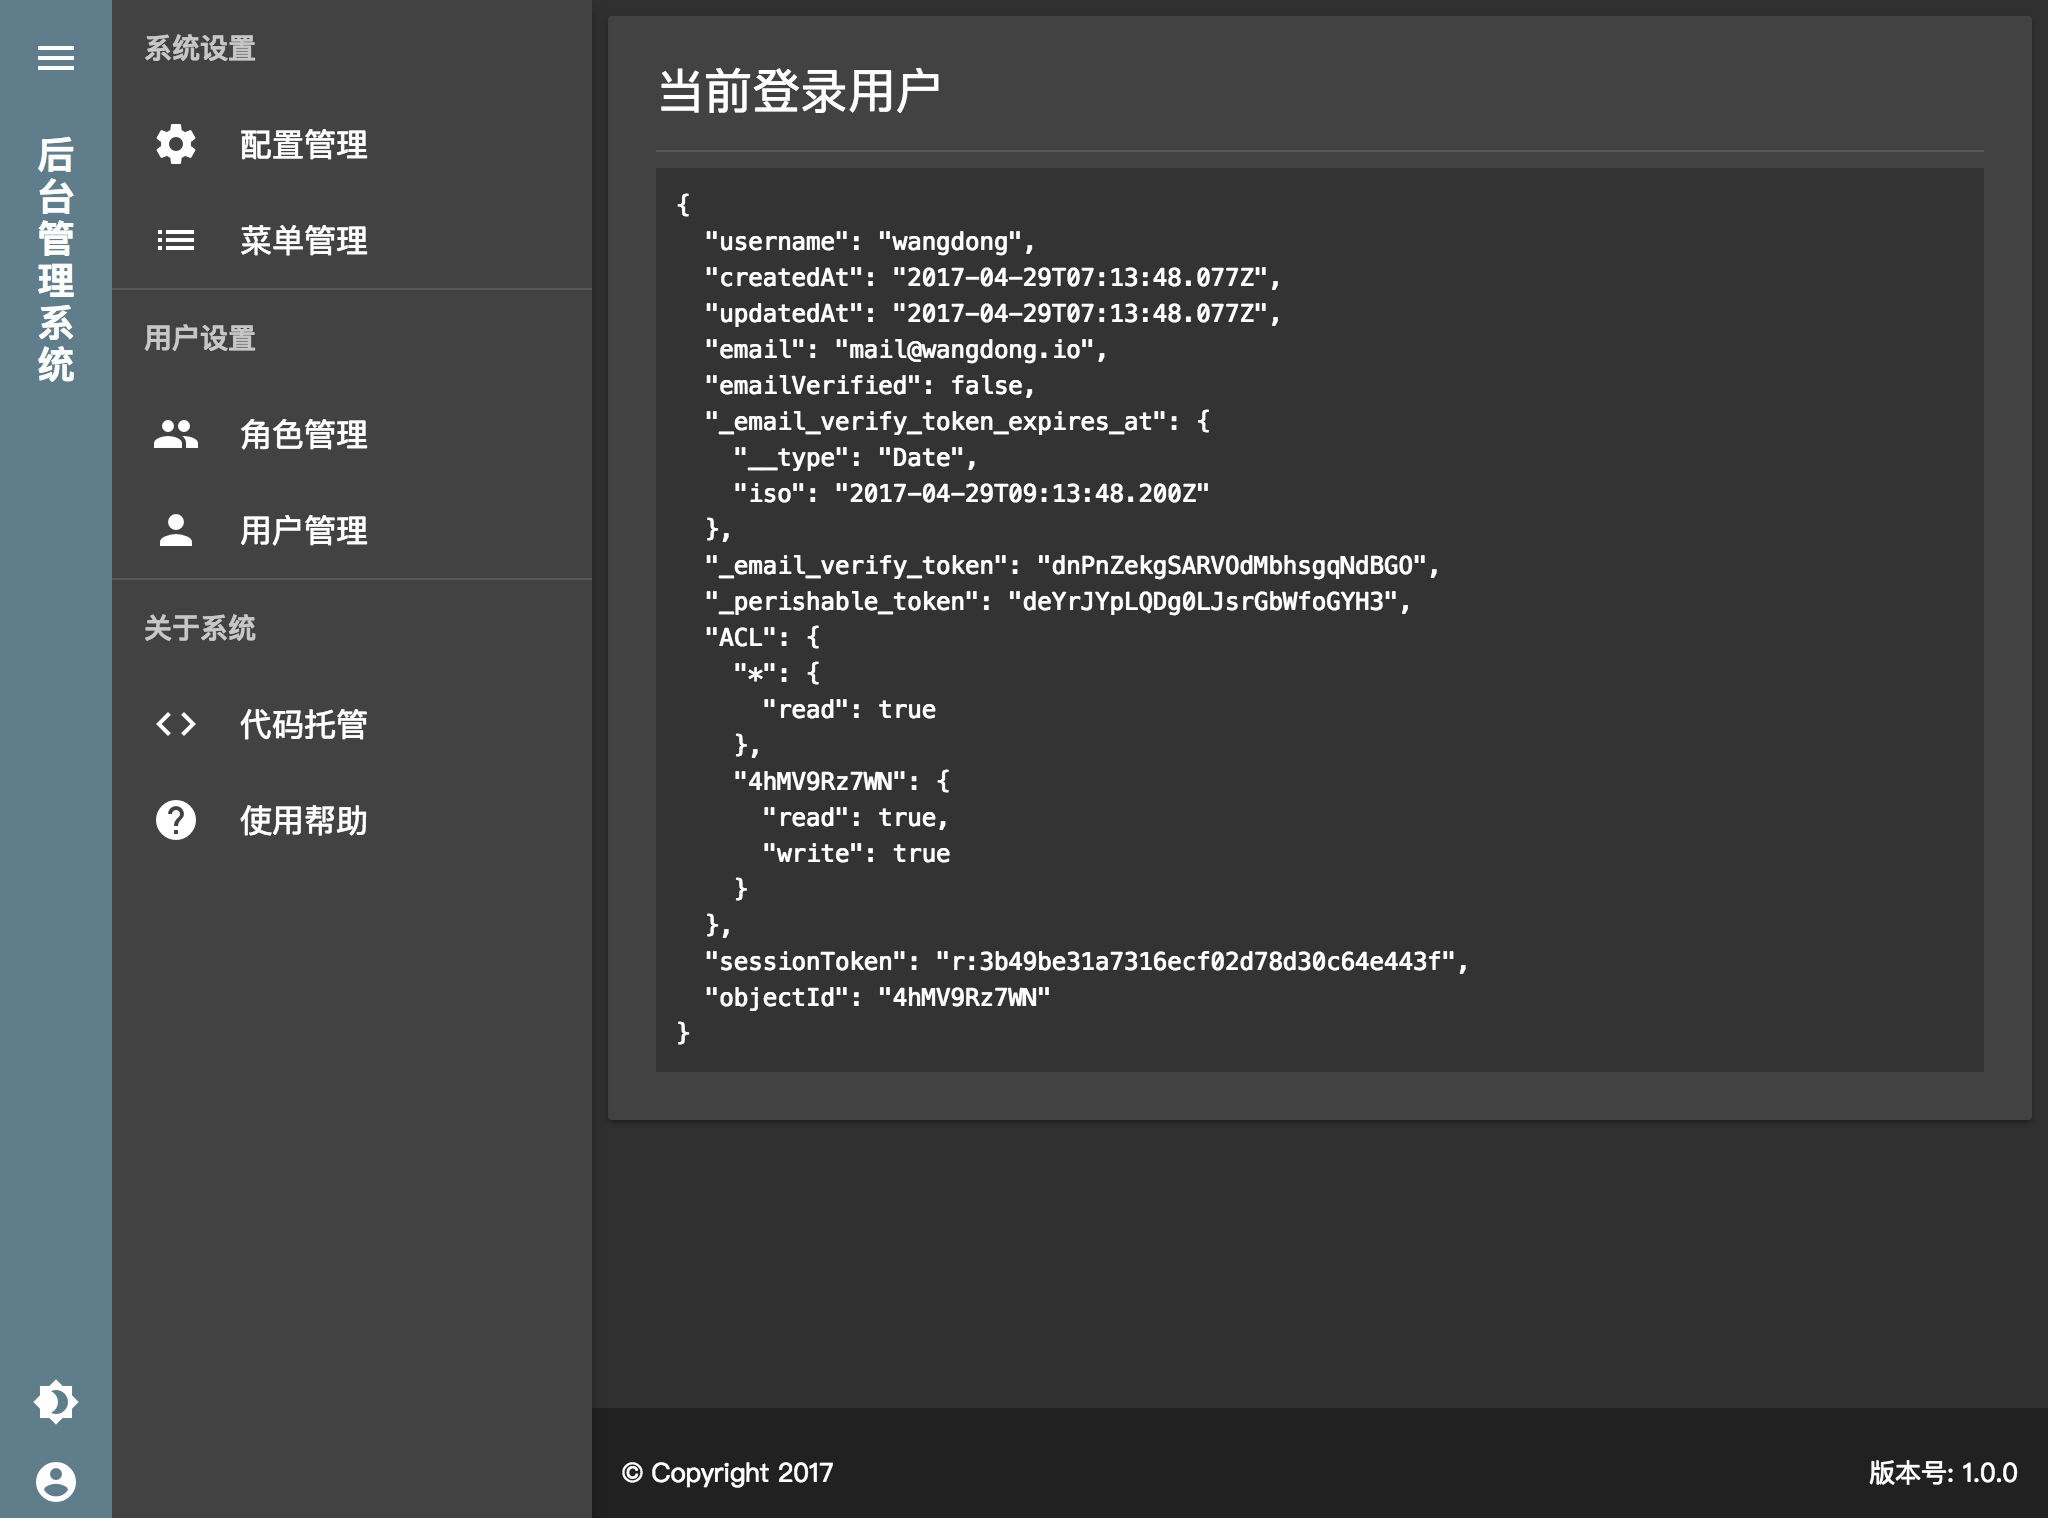 后台管理系统
系统设置
配置管理
菜单管理
用户设置
角色管理
用户管理
关于系统
代码托管
使用帮助
当前登录用户
{
  "username": "wangdong",
  "createdAt": "2017-04-29T07:13:48.077Z",
  "updatedAt": "2017-04-29T07:13:48.077Z",
  "email": "mail@wangdong.io",
  "emailVerified": false,
  "_email_verify_token_expires_at": {
    "__type": "Date",
    "iso": "2017-04-29T09:13:48.200Z"
  },
  "_email_verify_token": "dnPnZekgSARVOdMbhsgqNdBGO",
  "_perishable_token": "deYrJYpLQDg0LJsrGbWfoGYH3",
  "ACL": {
    "*": {
      "read": true
    },
    "4hMV9Rz7WN": {
      "read": true,
      "write": true
    }
  },
  "sessionToken": "r:3b49be31a7316ecf02d78d30c64e443f",
  "objectId": "4hMV9Rz7WN"
}
© Copyright 2017
版本号: 1.0.0